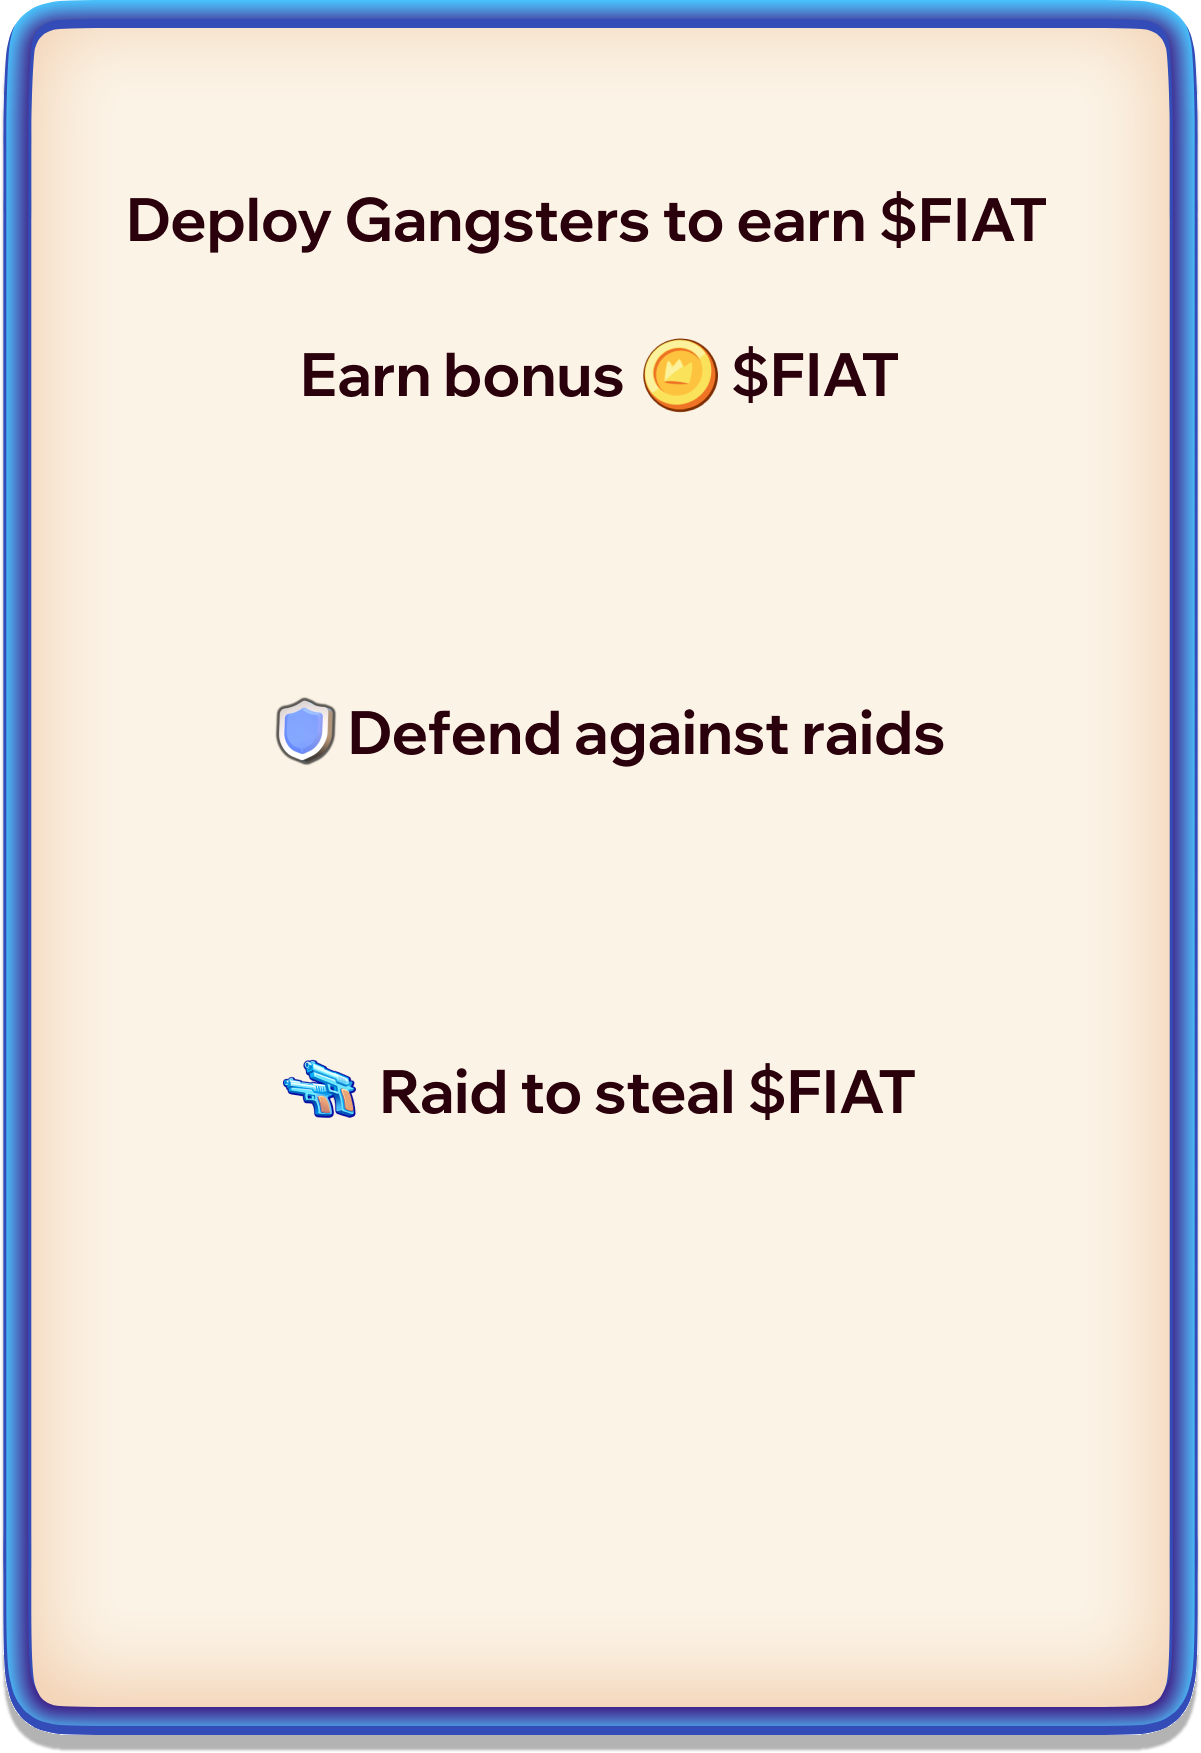 Deploy Gangsters to earn $FIAT
Earn bonus $FIAT
Defend against raids
Raid to steal $FIAT